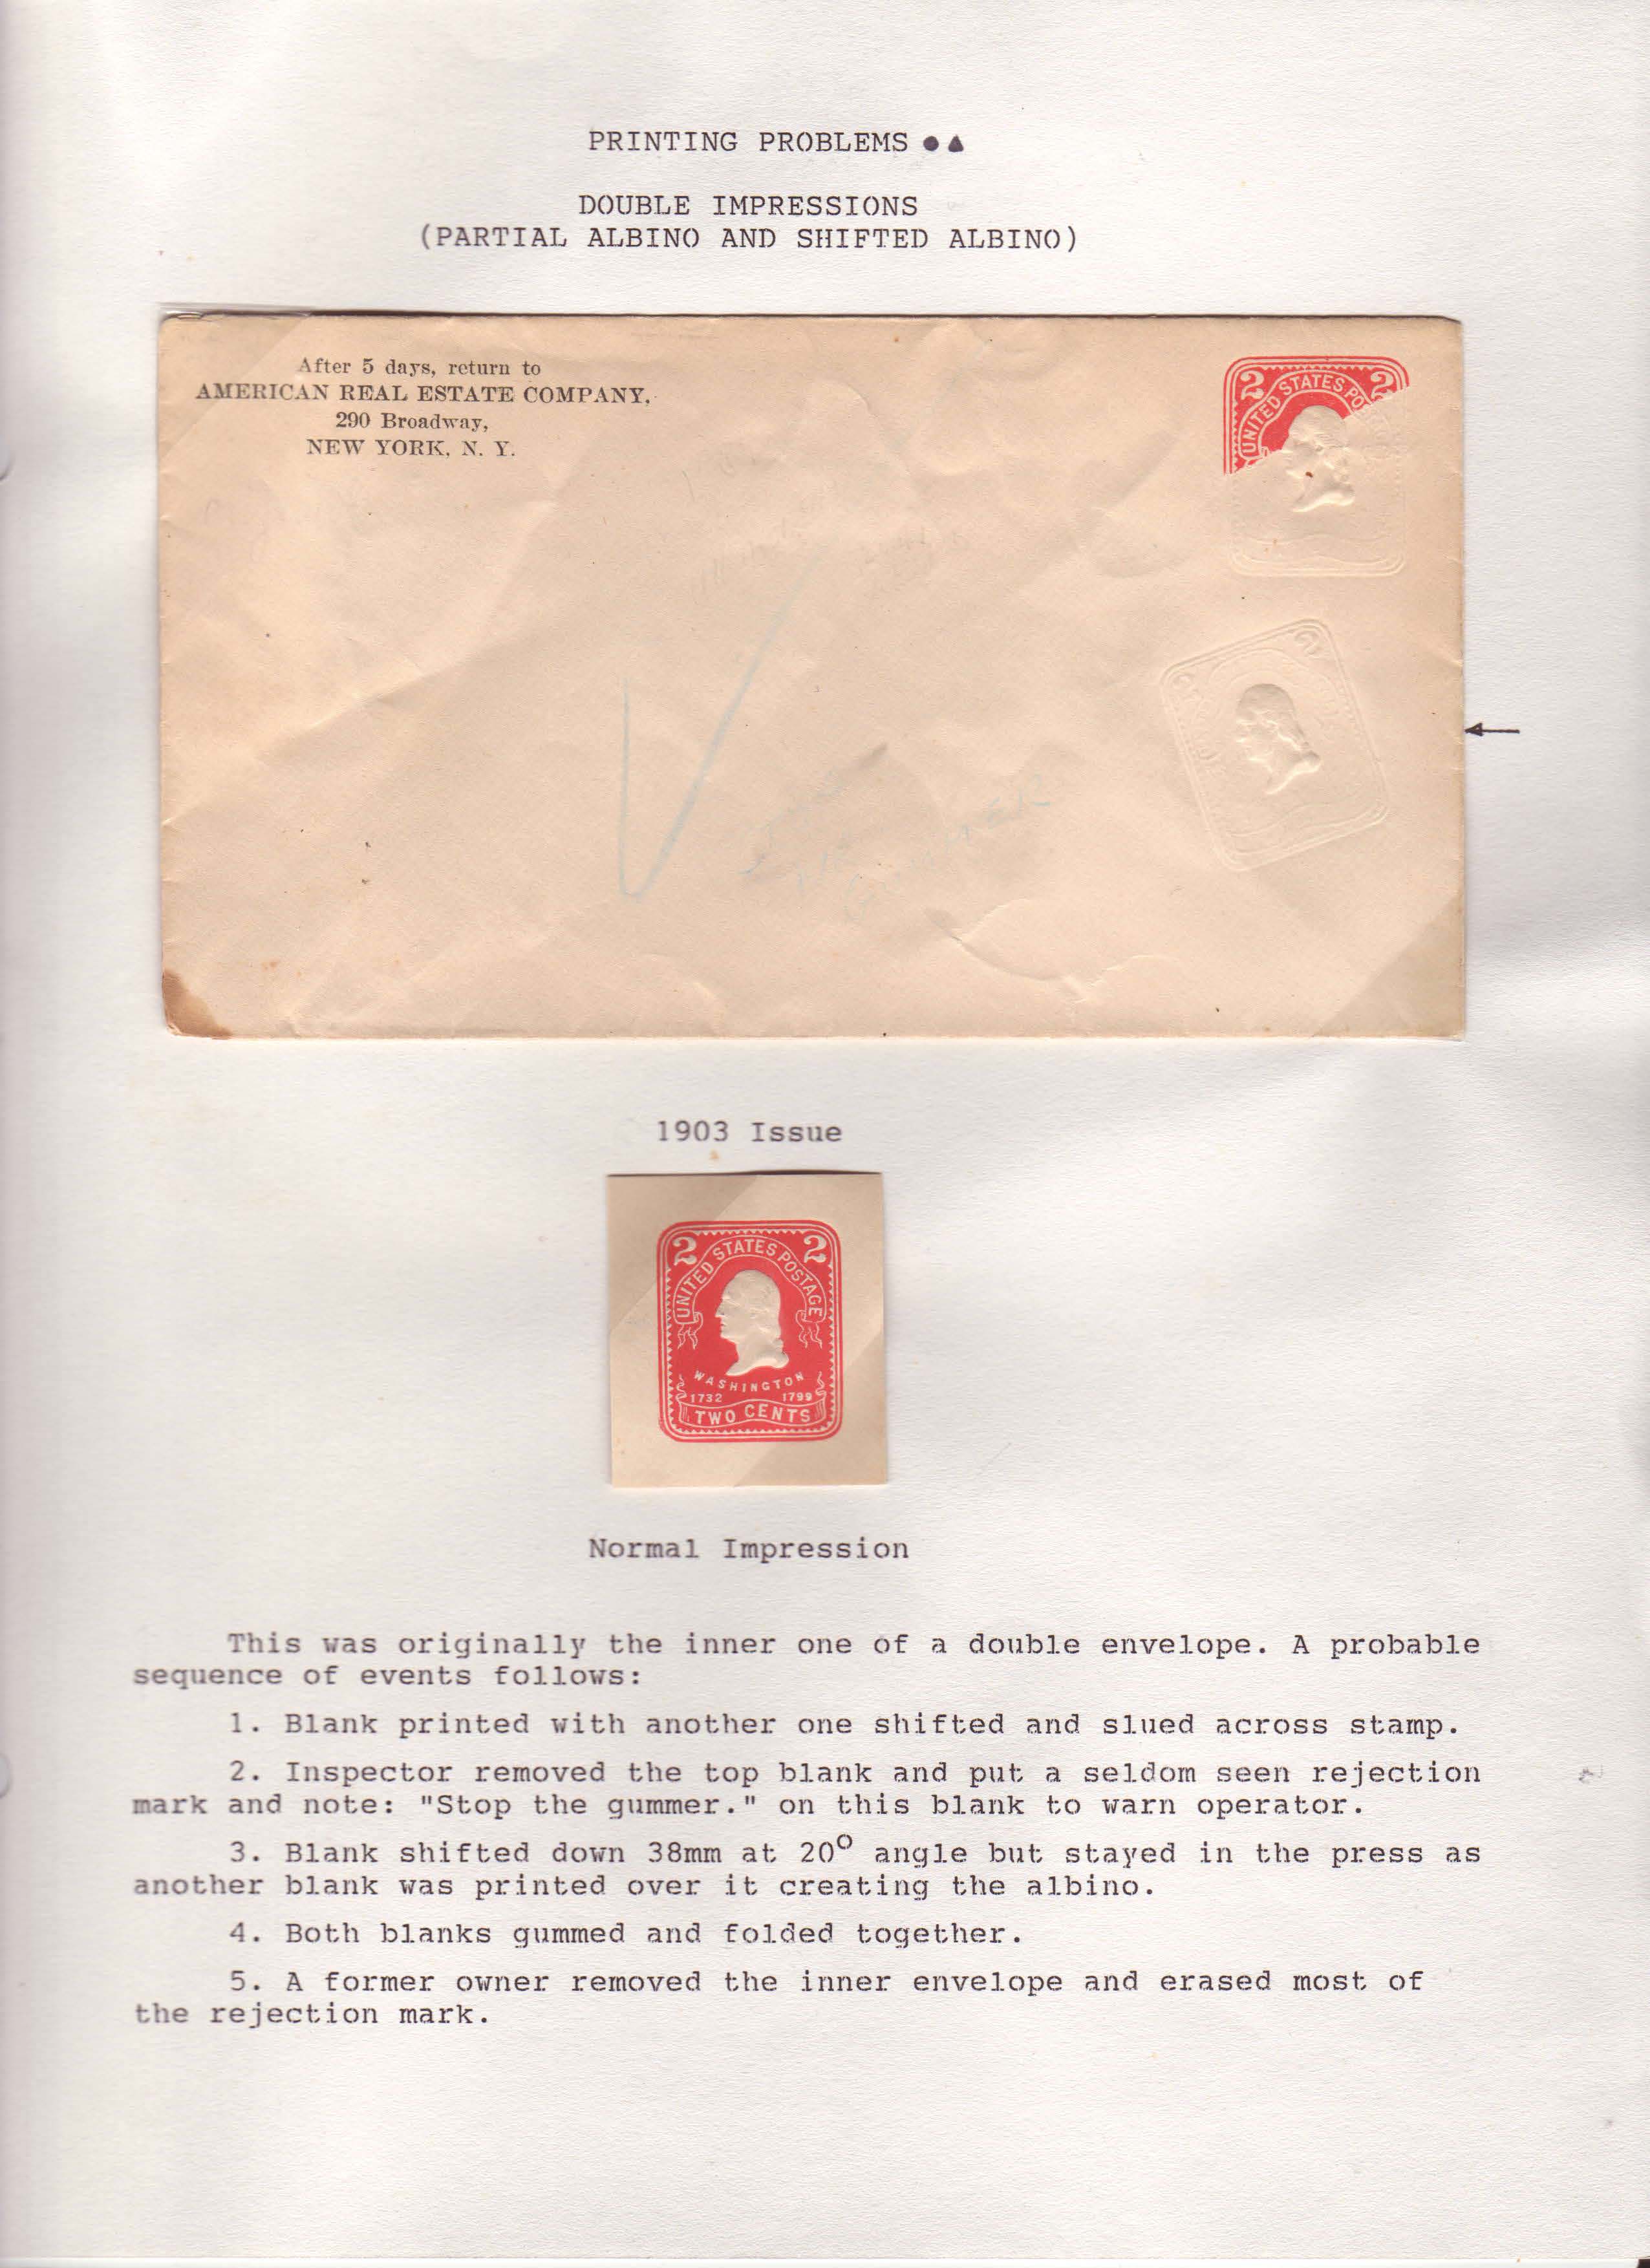 PRINTING PROBLEMS ●▲
DOUBLE IMPRESSIONS
(PARTIAL ALBINO AND SHIFTED ALBINO)
After 5 days, return to
AMERICAN REAL ESTATE COMPANY,
290 Broadway,
NEW YORK, N. Y.
2 UNITED STATES PO 2
2
1903 Issue
2 UNITED STATES POSTAGE 2
WASHINGTON
1732 1799
TWO CENTS
Normal Impression
This was originally the inner one of a double envelope. A probable
sequence of events follows:
1. Blank printed with another one shifted and slued across stamp.
2. Inspector removed the top blank and put a seldom seen rejection
mark and note: "Stop the gummer." on this blank to warn operator.
3. Blank shifted down 38mm at 20° angle but stayed in the press as
another blank was printed over it creating the albino.
4. Both blanks gummed and folded together.
5. A former owner removed the inner envelope and erased most of
the rejection mark.